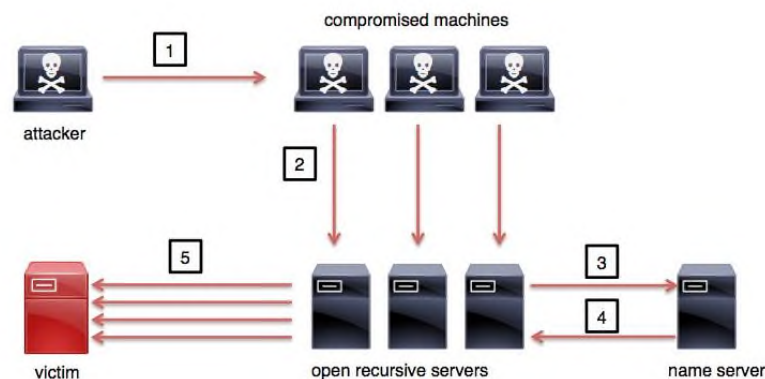 compromised machines
1
attacker
2
5
3
4
victim
open recursive servers
name server